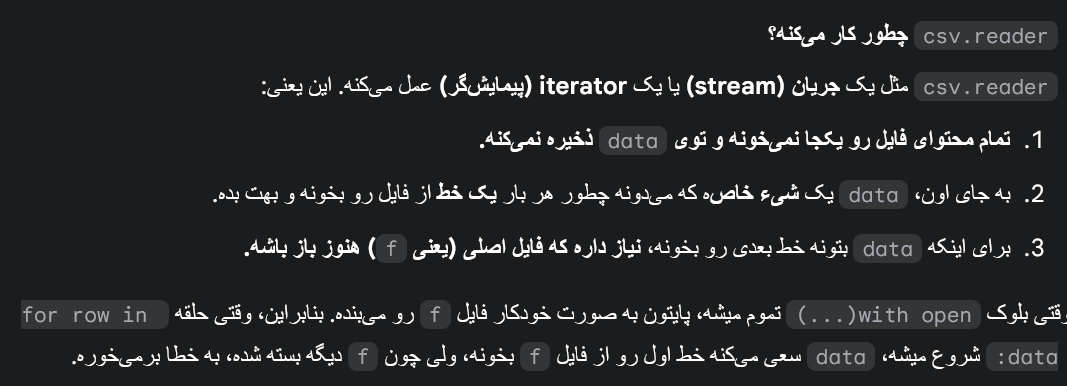 csv.reader چطور کار می‌کنه؟
csv.reader مثل یک جریان (stream) یا یک iterator (پیمایش‌گر) عمل می‌کنه. این یعنی:
1. تمام محتوای فایل رو یکجا نمی‌خونه و توی data ذخیره نمی‌کنه.
2. به جای اون، data یک شیء خاصه که می‌دونه چطور هر بار یک خط از فایل رو بخونه و بهت بده.
3. برای اینکه data بتونه خط بعدی رو بخونه، نیاز داره که فایل اصلی (یعنی f) هنوز باز باشه.
وقتی بلوک with open(...) تموم میشه، پایتون به صورت خودکار فایل f رو می‌بنده. بنابراین، وقتی حلقه for row in
data: شروع میشه، data سعی می‌کنه خط اول رو از فایل f بخونه، ولی چون f دیگه بسته شده، به خطا برمی‌خوره.